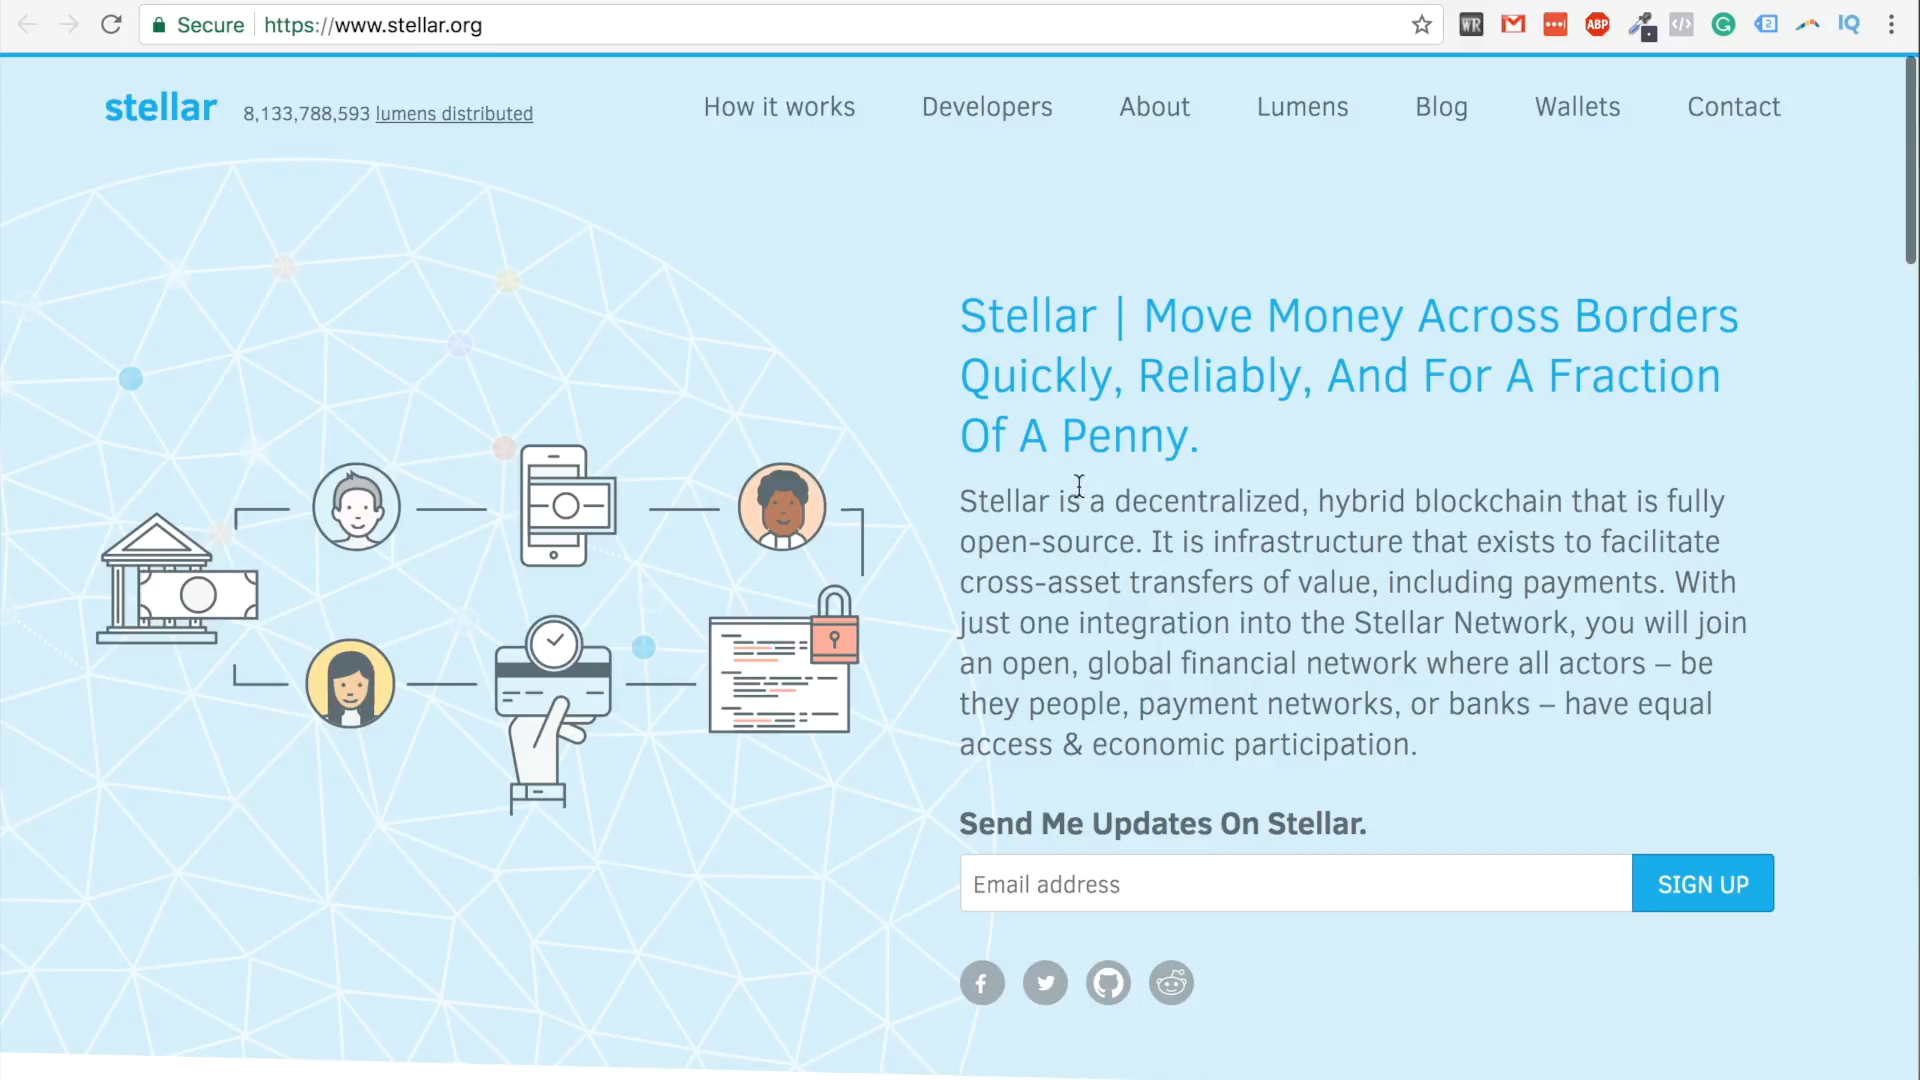 Secure https://www.stellar.org
WR
ABP
2
IQ
stellar 8,133,788,593 lumens distributed
How it works Developers About Lumens Blog Wallets Contact
Stellar | Move Money Across Borders
Quickly, Reliably, And For A Fraction
Of A Penny.
Stellar is a decentralized, hybrid blockchain that is fully
open-source. It is infrastructure that exists to facilitate
cross-asset transfers of value, including payments. With
just one integration into the Stellar Network, you will join
an open, global financial network where all actors – be
they people, payment networks, or banks – have equal
access & economic participation.
Send Me Updates On Stellar.
Email address
SIGN UP